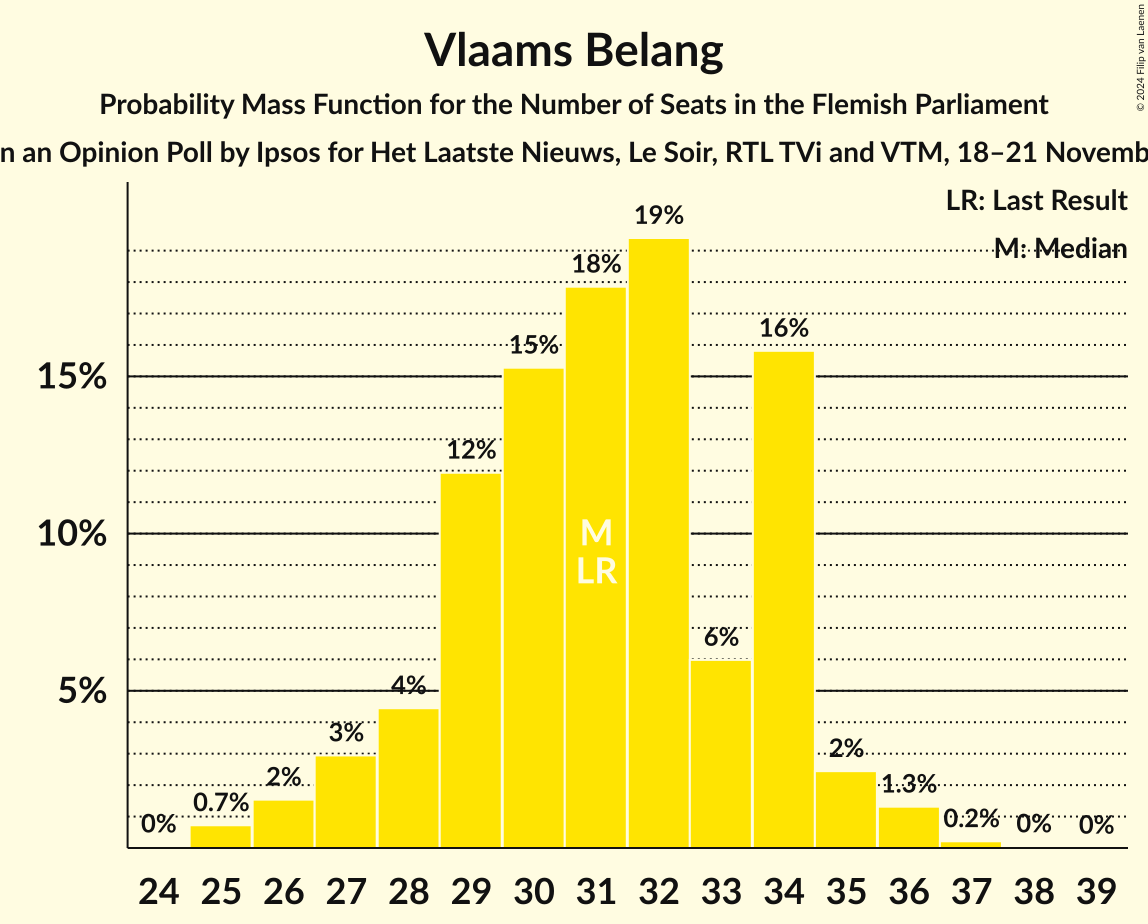 Vlaams Belang
Probability Mass Function for the Number of Seats in the Flemish Parliament
n an Opinion Poll by Ipsos for Het Laatste Nieuws, Le Soir, RTL TVi and VTM, 18–21 Novemb
© 2024 Filip van Laenen
LR: Last Result
M: Median
19%
18%
16%
15%
15%
12%
M
10%
LR
6%
5%
4%
3%
2%
2%
1.3%
0.7%
0.2%
0%
0%
0%
24 25 26 27 28 29 30 31 32 33 34 35 36 37 38 39